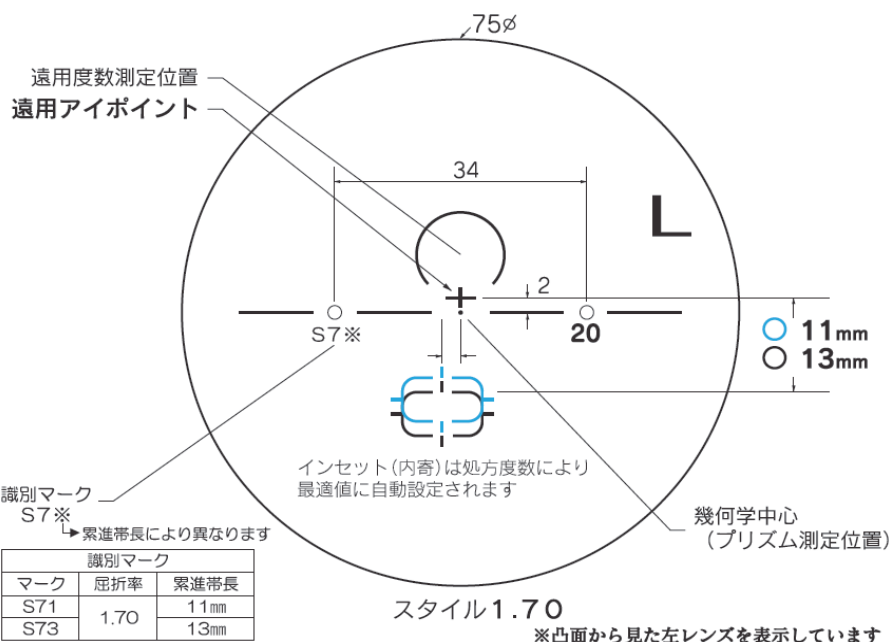 75φ
遠用度数測定位置
遠用アイポイント
34
L
2
S7※
20
11mm
13mm
インセット(内寄)は処方度数により
最適値に自動設定されます
識別マーク
S7※
累進帯長により異なります
幾何学中心
(プリズム測定位置)
識別マーク
マーク 屈折率 累進帯長
S71 1.70 11㎜
S73 13㎜
スタイル1.70
※凸面から見た左レンズを表示しています